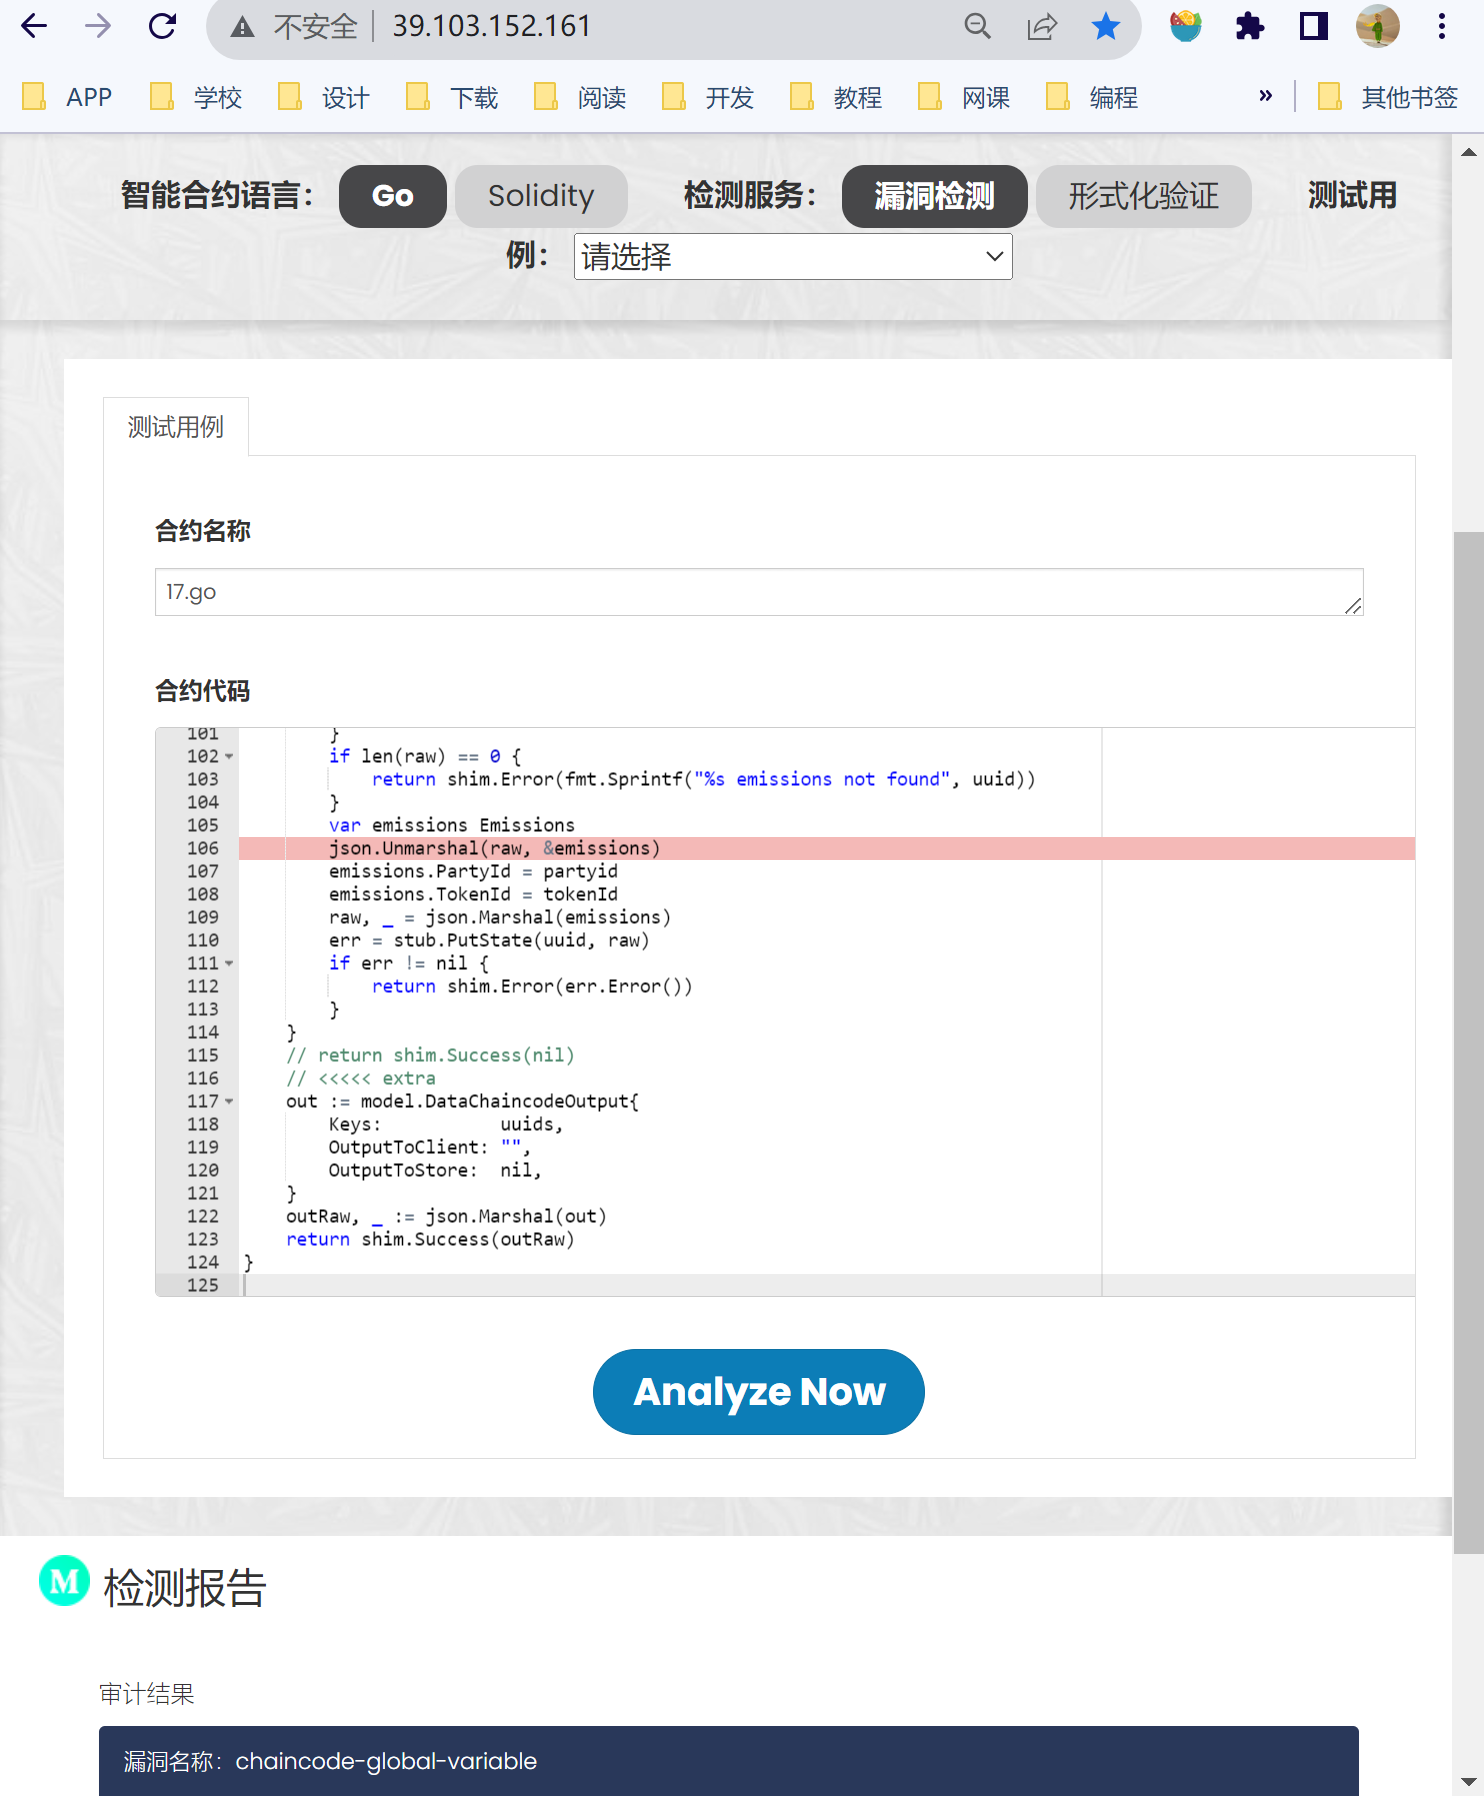 不安全 39.103.152.161
APP 学校 设计 下载 阅读 开发 教程 网课 编程 » 其他书签
智能合约语言： Go Solidity 检测服务： 漏洞检测 形式化验证 测试用
例： 请选择
测试用例
合约名称
17.go
合约代码
101 }
102 if len(raw) == 0 {
103 return shim.Error(fmt.Sprintf("%s emissions not found", uuid))
104 }
105 var emissions Emissions
106 json.Unmarshal(raw, &emissions)
107 emissions.PartyId = partyid
108 emissions.TokenId = tokenId
109 raw, _ = json.Marshal(emissions)
110 err = stub.PutState(uuid, raw)
111 if err != nil {
112 return shim.Error(err.Error())
113 }
114 }
115 // return shim.Success(nil)
116 // <<<<< extra
117 out := model.DataChaincodeOutput{
118 Keys: uuids,
119 OutputToClient: "",
120 OutputToStore: nil,
121 }
122 outRaw, _ := json.Marshal(out)
123 return shim.Success(outRaw)
124 }
125
Analyze Now
M 检测报告
审计结果
漏洞名称：chaincode-global-variable